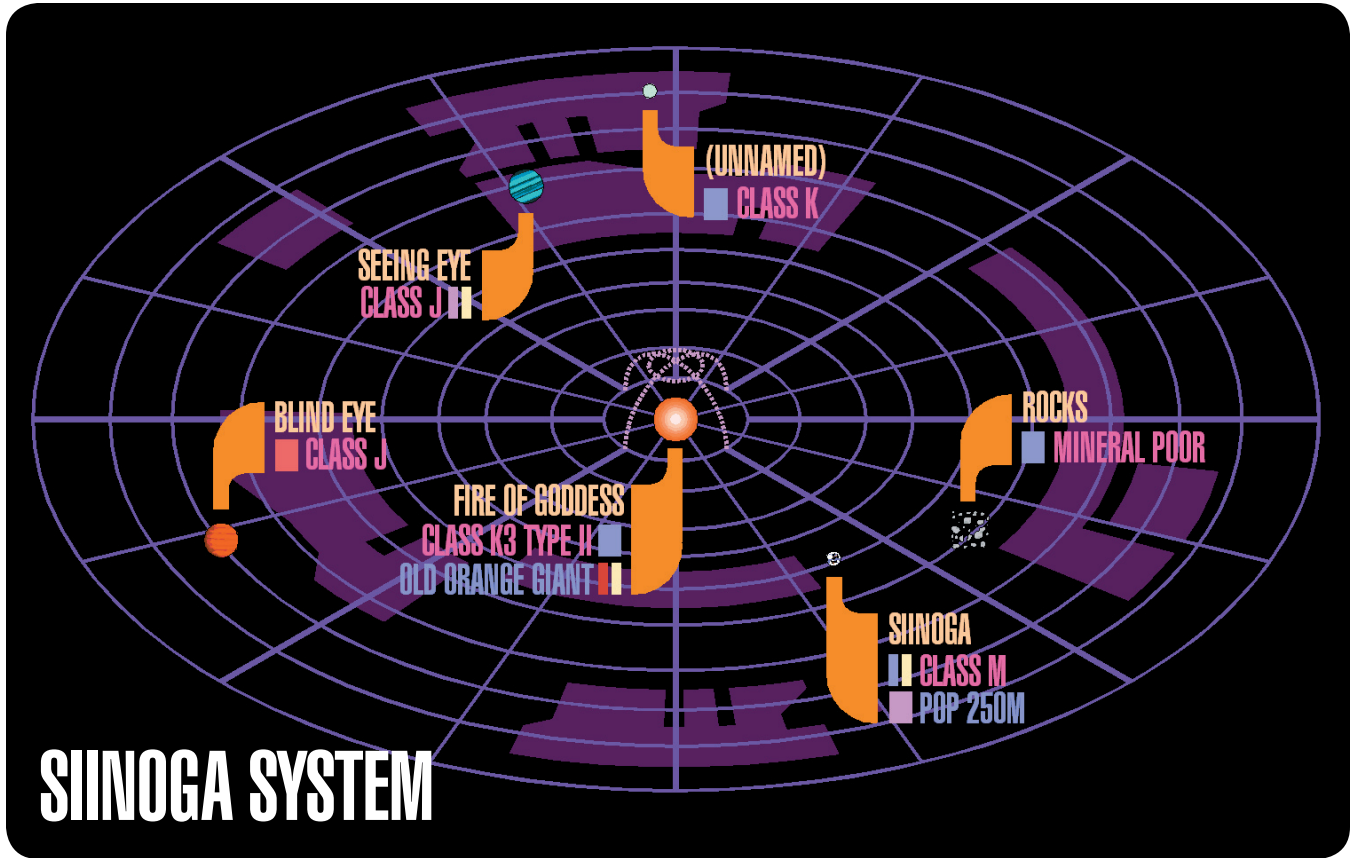 (UNNAMED)
CLASS K
SEEING EYE
CLASS J
BLIND EYE
CLASS J
ROCKS
MINERAL POOR
FIRE OF GODDESS
CLASS K3 TYPE II
OLD ORANGE GIANT
SIINOGA
CLASS M
POP 250M
SIINOGA SYSTEM